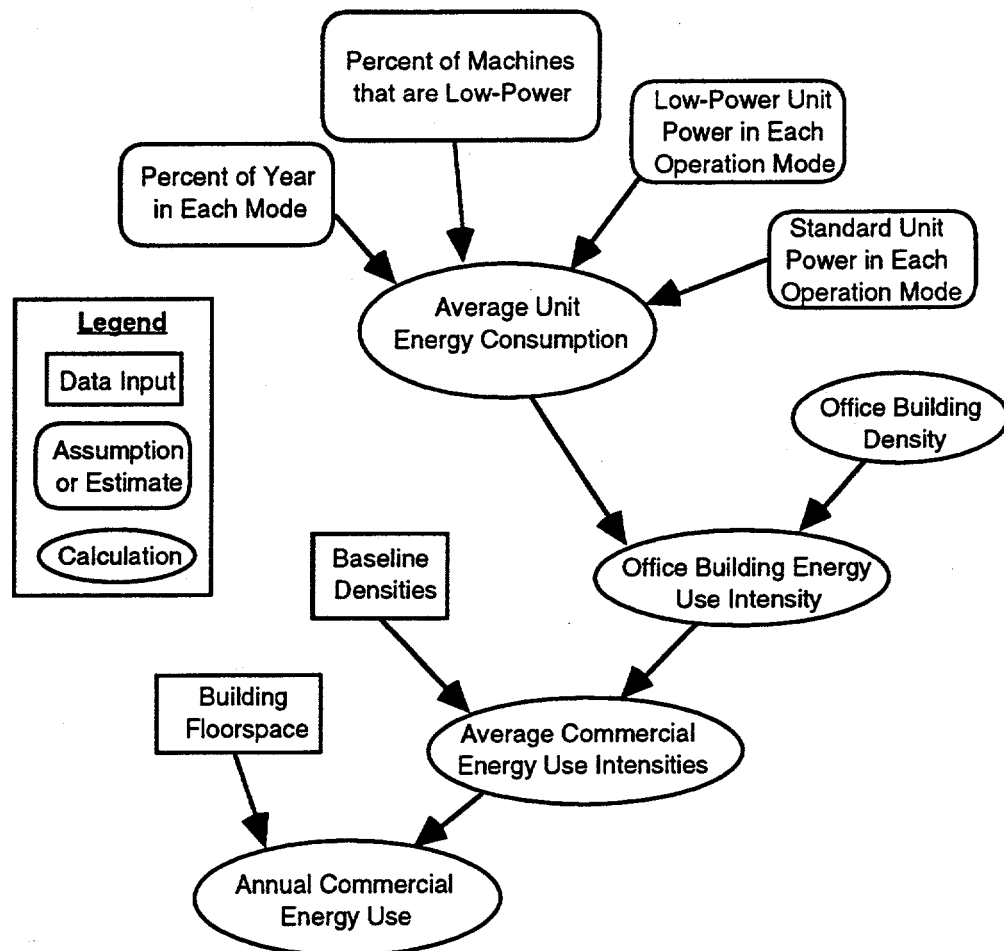 Percent of Machines
that are Low-Power
Low-Power Unit
Power in Each
Operation Mode
Percent of Year
in Each Mode
Standard Unit
Power in Each
Operation Mode
Average Unit
Energy Consumption
Legend
Data Input
Assumption
or Estimate
Calculation
Office Building
Density
Baseline
Densities
Office Building Energy
Use Intensity
Building
Floorspace
Average Commercial
Energy Use Intensities
Annual Commercial
Energy Use